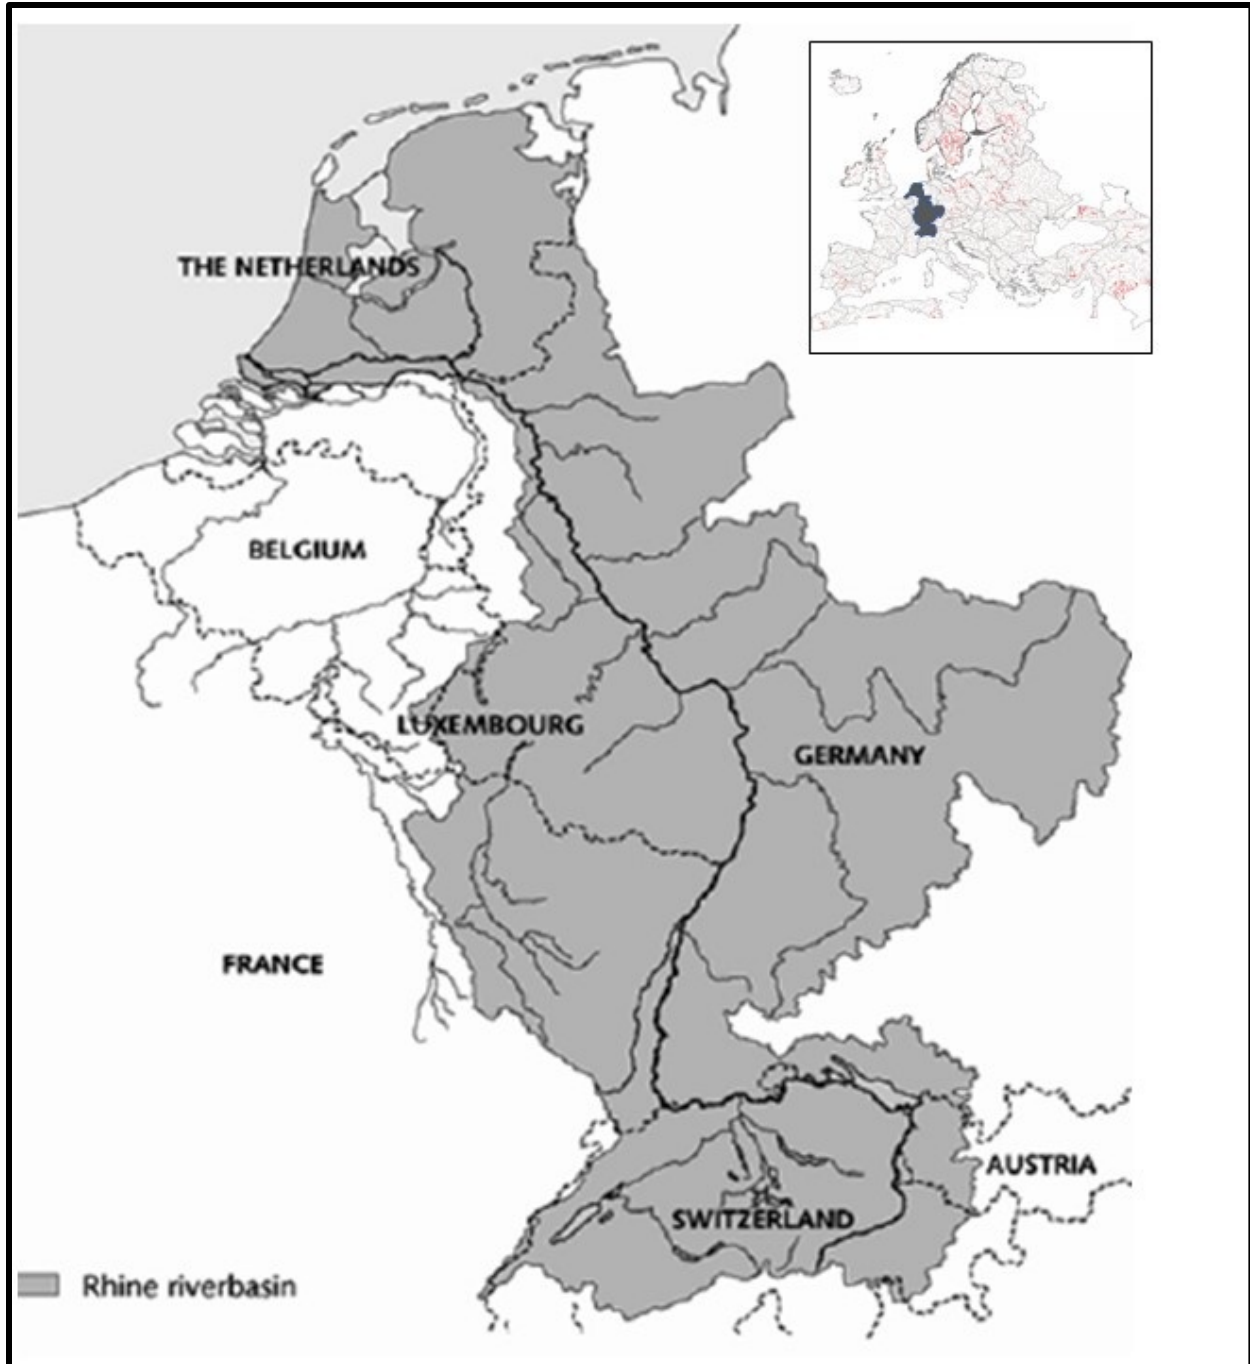 THE NETHERLANDS
BELGIUM
LUXEMBOURG
GERMANY
FRANCE
AUSTRIA
SWITZERLAND
Rhine riverbasin